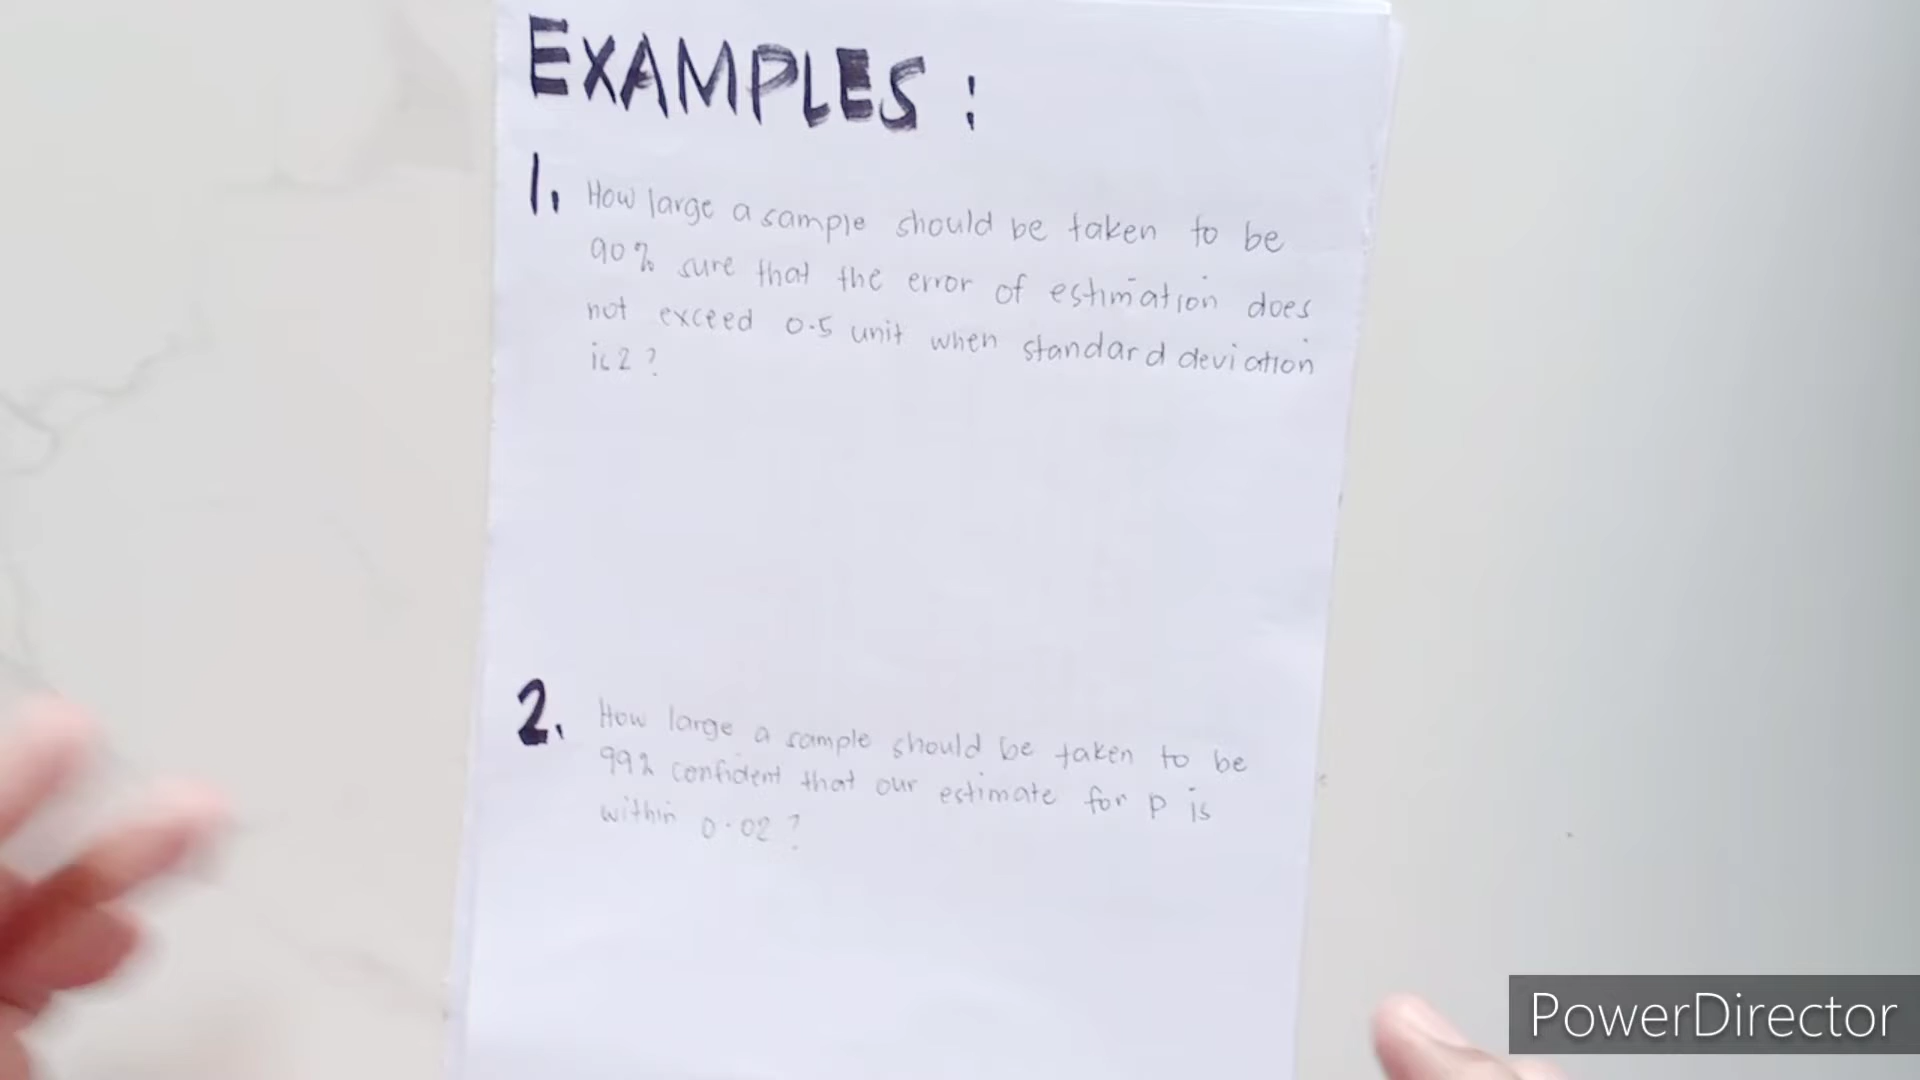 EXAMPLES :
1. How large a sample should be taken to be
90% sure that the error of estimation does
not exceed 0.5 unit when standard deviation
is 2 ?
2. How large a sample should be taken to be
99% confident that our estimate for p is
within 0.02 ?
PowerDirector